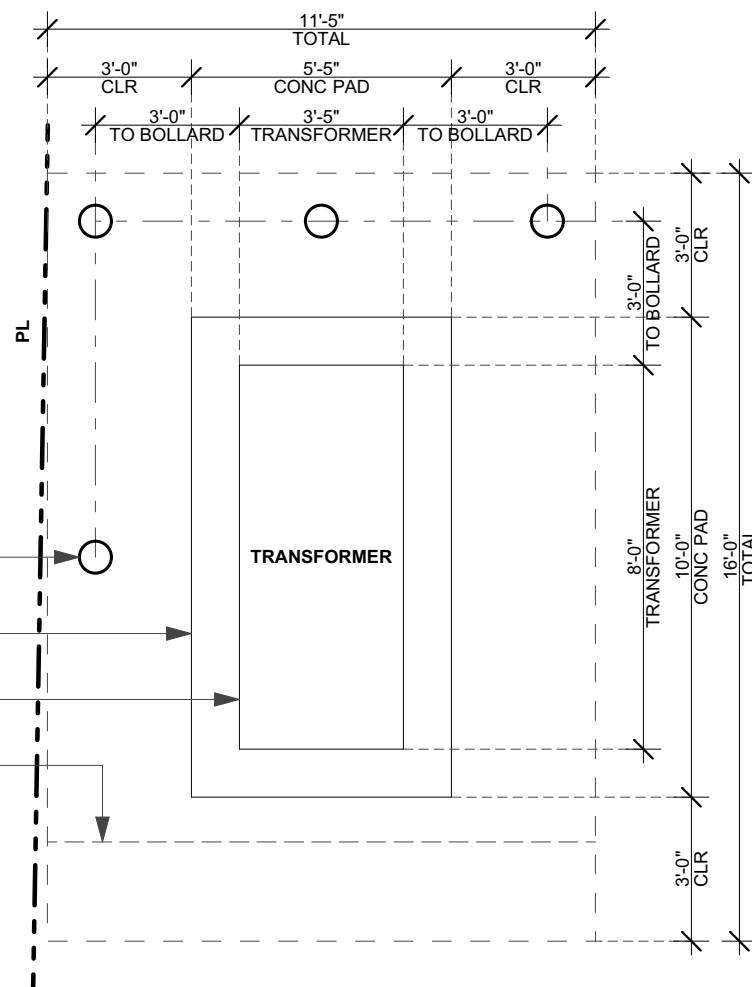 11'-5"
TOTAL
3'-0"
CLR
5'-5"
CONC PAD
3'-0"
CLR
3'-0"
TO BOLLARD
3'-5"
TRANSFORMER
3'-0"
TO BOLLARD
PL
3'-0"
TO BOLLARD
3'-0"
CLR
TRANSFORMER
8'-0"
TRANSFORMER
10'-0"
CONC PAD
16'-0"
TOTAL
3'-0"
CLR